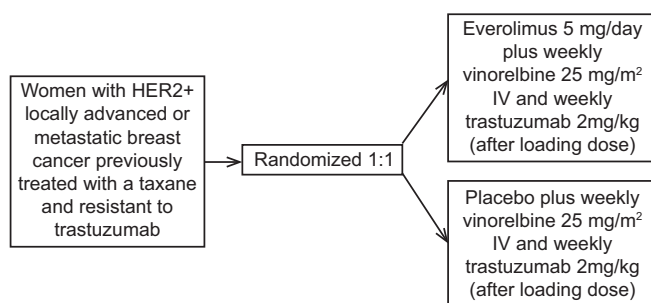 Women with HER2+
locally advanced or
metastatic breast
cancer previously
treated with a taxane
and resistant to
trastuzumab
Randomized 1:1
Everolimus 5 mg/day
plus weekly
vinorelbine 25 mg/m²
IV and weekly
trastuzumab 2mg/kg
(after loading dose)
Placebo plus weekly
vinorelbine 25 mg/m²
IV and weekly
trastuzumab 2mg/kg
(after loading dose)